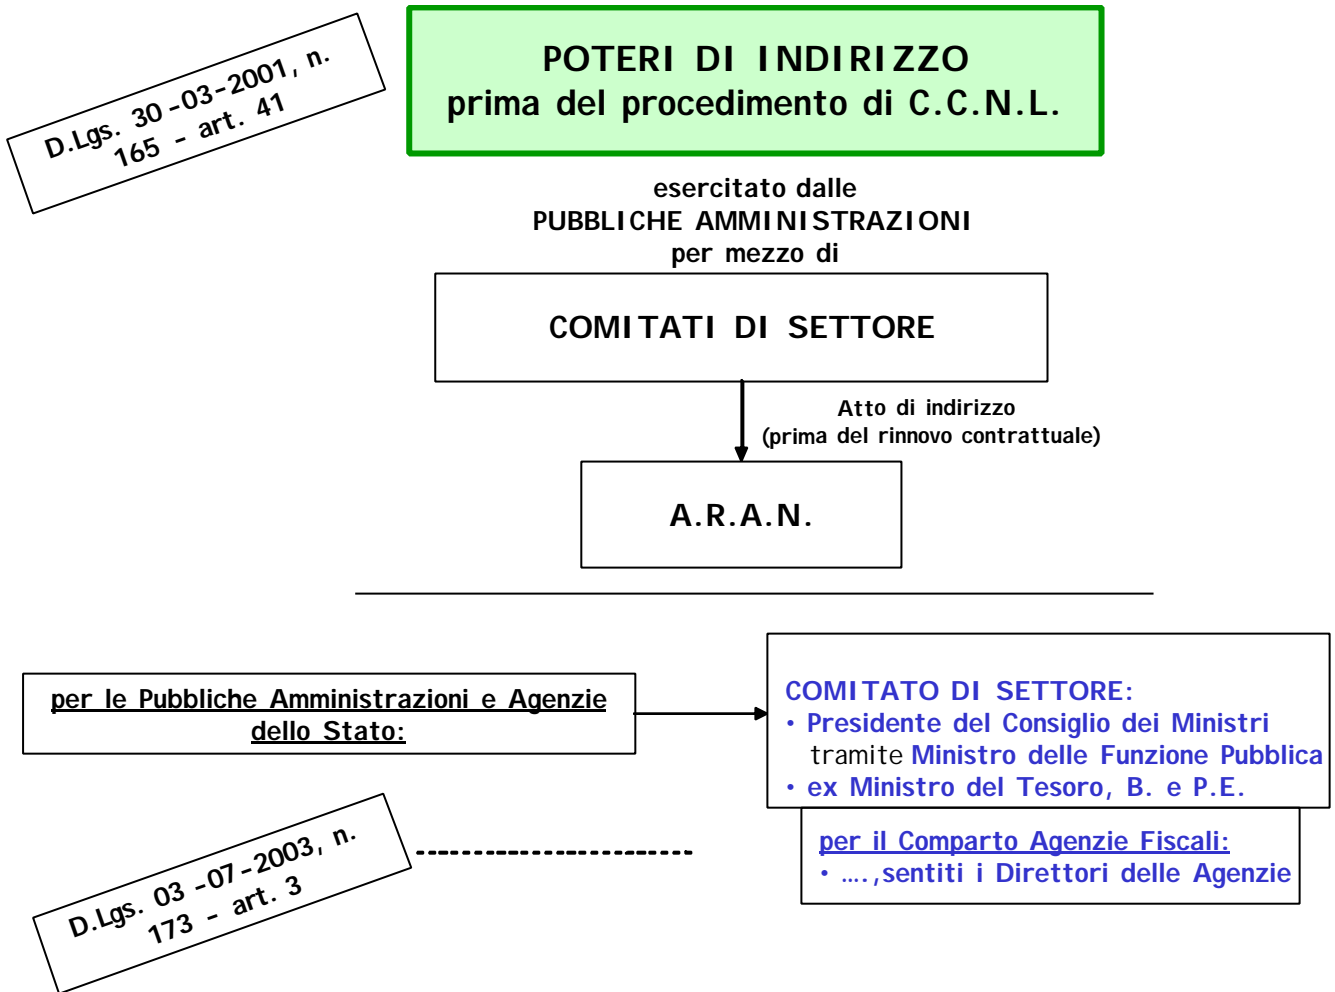 D.Lgs. 30 -03-2001, n.
165 - art. 41
POTERI DI INDIRIZZO
prima del procedimento di C.C.N.L.
esercitato dalle
PUBBLICHE AMMINISTRAZIONI
per mezzo di
COMITATI DI SETTORE
Atto di indirizzo
(prima del rinnovo contrattuale)
A.R.A.N.
per le Pubbliche Amministrazioni e Agenzie
dello Stato:
COMITATO DI SETTORE:
• Presidente del Consiglio dei Ministri
tramite Ministro delle Funzione Pubblica
• ex Ministro del Tesoro, B. e P.E.
per il Comparto Agenzie Fiscali:
• ....,sentiti i Direttori delle Agenzie
D.Lgs. 03 -07-2003, n.
173 - art. 3